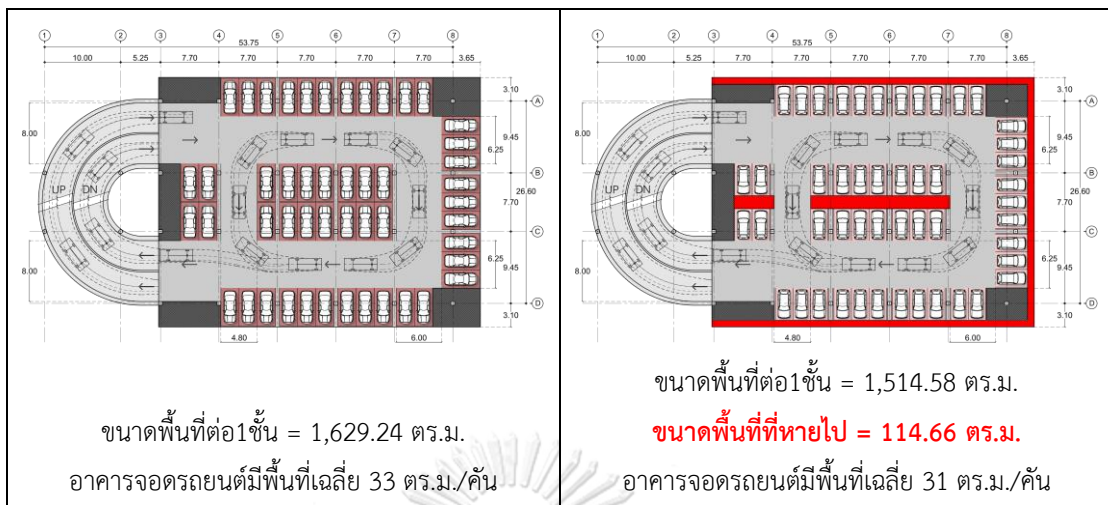 1 2 3 4 5 6 7 8
53.75
10.00 5.25 7.70 7.70 7.70 7.70 7.70 3.65
3.10
A
8.00
9.45
6.25
B
UP DN
26.60
7.70
C
6.25
9.45
8.00
D
3.10
4.80 6.00
ขนาดพื้นที่ต่อ1ชั้น = 1,629.24 ตร.ม.
อาคารจอดรถยนต์มีพื้นที่เฉลี่ย 33 ตร.ม./คัน
1 2 3 4 5 6 7 8
53.75
10.00 5.25 7.70 7.70 7.70 7.70 7.70 3.65
3.10
A
8.00
9.45
6.25
B
UP DN
26.60
7.70
C
6.25
9.45
8.00
D
3.10
4.80 6.00
ขนาดพื้นที่ต่อ1ชั้น = 1,514.58 ตร.ม.
ขนาดพื้นที่ที่หายไป = 114.66 ตร.ม.
อาคารจอดรถยนต์มีพื้นที่เฉลี่ย 31 ตร.ม./คัน